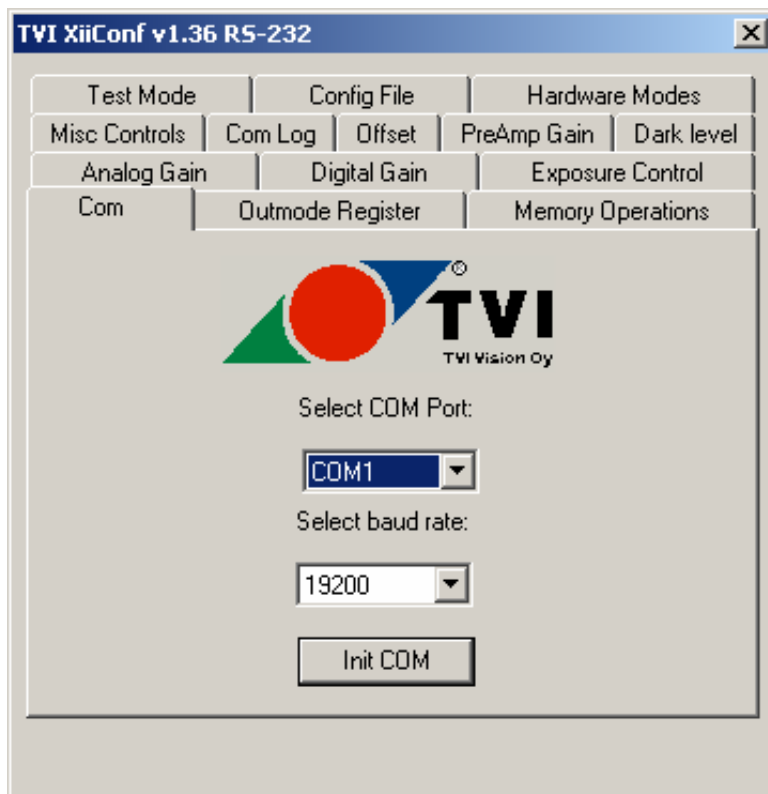 TVI XiiConf v1.36 RS-232
Test Mode Config File Hardware Modes
Misc Controls Com Log Offset PreAmp Gain Dark level
Analog Gain Digital Gain Exposure Control
Com Outmode Register Memory Operations
®
TVI
TVI Vision Oy
Select COM Port:
COM1
Select baud rate:
19200
Init COM